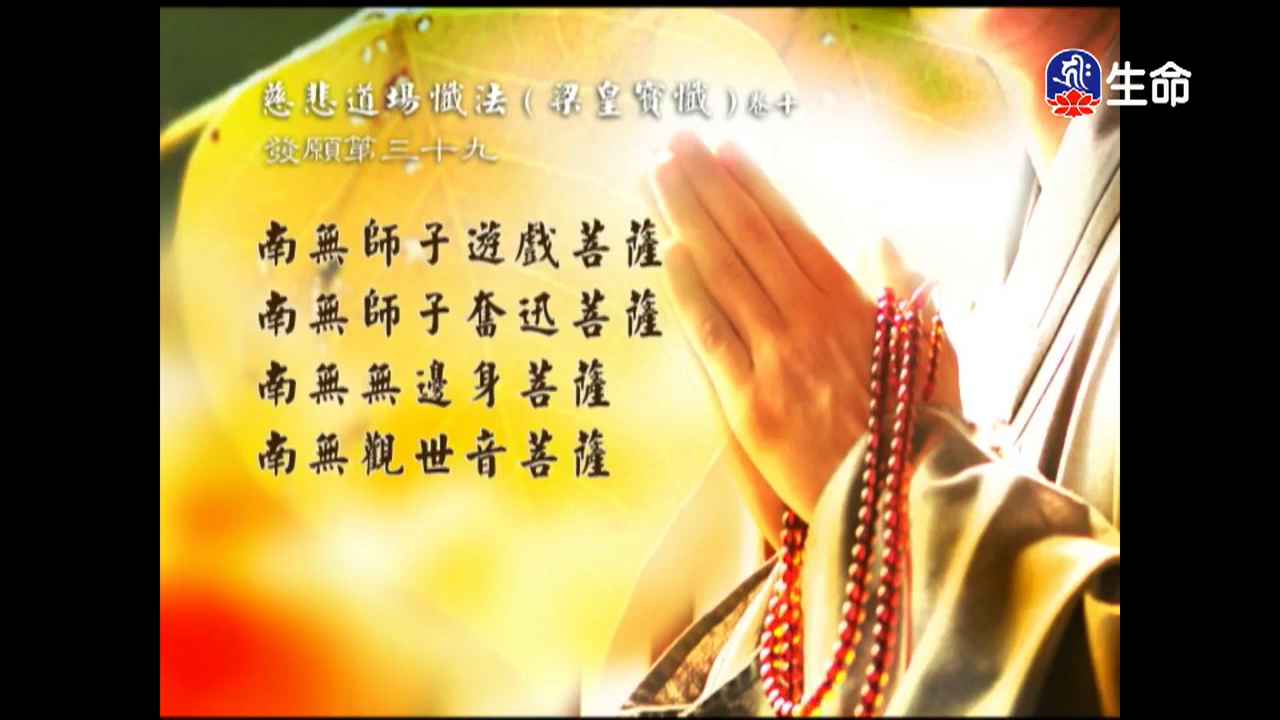 慈悲道場懺法(梁皇寶懺)卷十
發願第三十九
南無師子遊戲菩薩
南無師子奮迅菩薩
南無無邊身菩薩
南無觀世音菩薩
生命